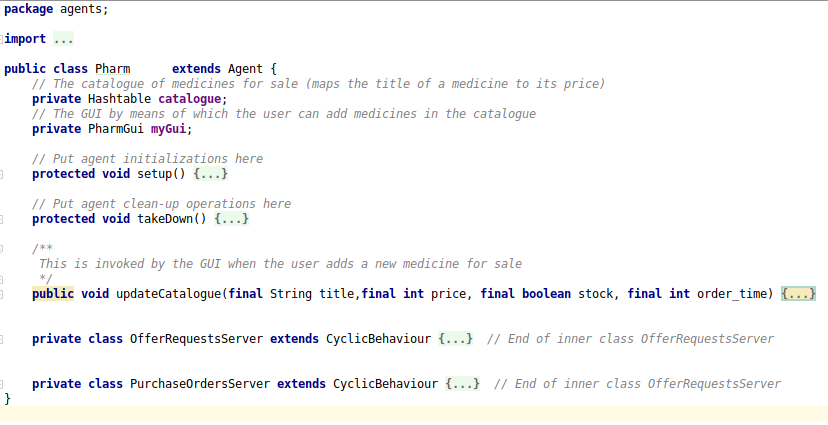 package agents;
import ...
public class Pharm extends Agent {
// The catalogue of medicines for sale (maps the title of a medicine to its price)
private Hashtable catalogue;
// The GUI by means of which the user can add medicines in the catalogue
private PharmGui myGui;
// Put agent initializations here
protected void setup() {...}
// Put agent clean-up operations here
protected void takeDown() {...}
/**
This is invoked by the GUI when the user adds a new medicine for sale
*/
public void updateCatalogue(final String title,final int price, final boolean stock, final int order_time) {...}
private class OfferRequestsServer extends CyclicBehaviour {...} // End of inner class OfferRequestsServer
private class PurchaseOrdersServer extends CyclicBehaviour {...} // End of inner class OfferRequestsServer
}